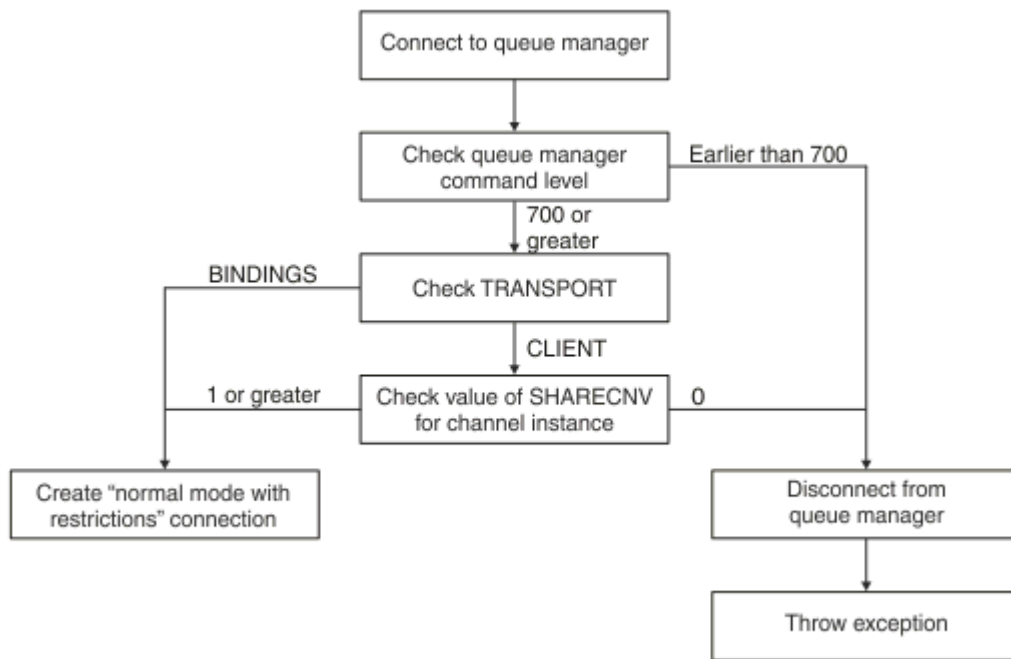 Connect to queue manager
Check queue manager
command level
Earlier than 700
700 or
greater
BINDINGS
Check TRANSPORT
CLIENT
1 or greater
Check value of SHARECNV
for channel instance
0
Create “normal mode with
restrictions” connection
Disconnect from
queue manager
Throw exception